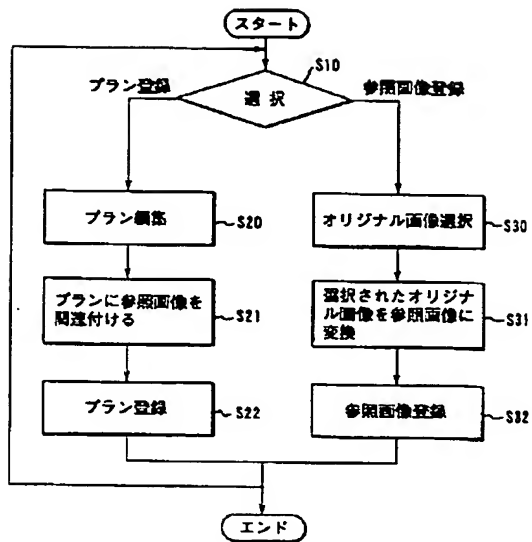 スタート
S10
プラン登録
選択
参照画像登録
プラン編集
S20
オリジナル画像選択
S30
プランに参照画像を
関連付ける
S21
選択されたオリジ
ナル画像を参照画像に
変換
S31
プラン登録
S22
参照画像登録
S32
エンド